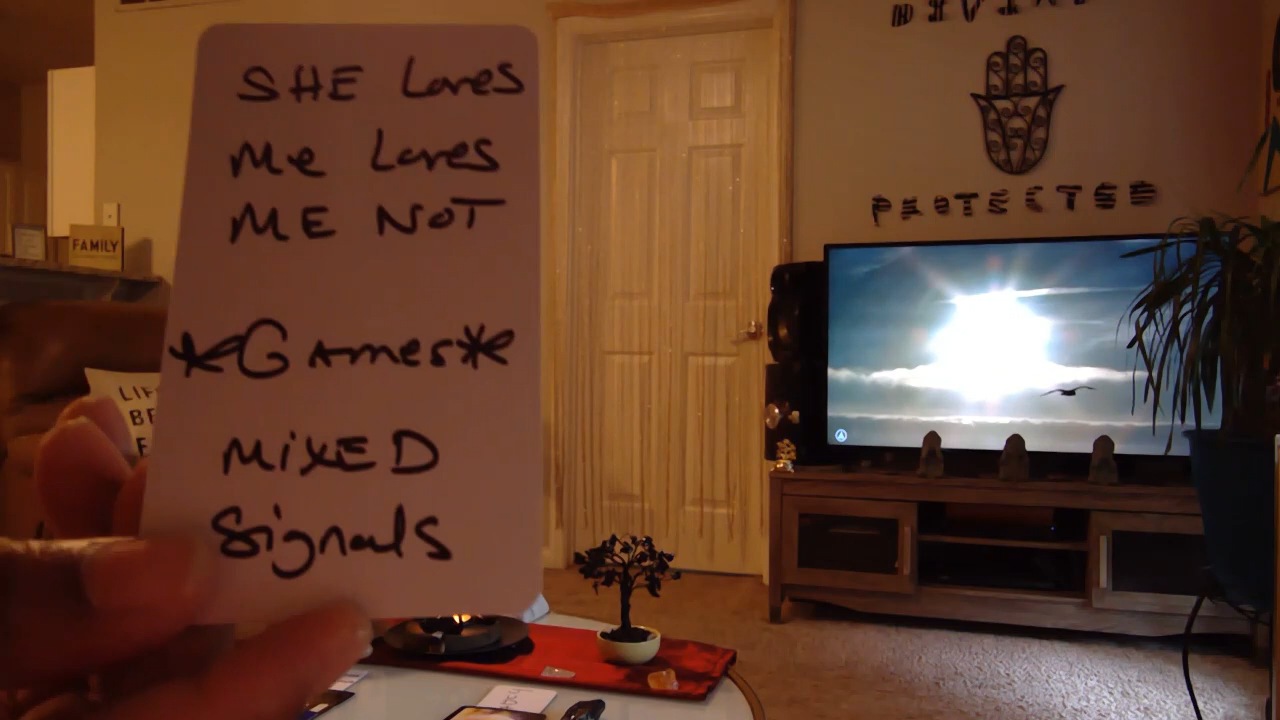 SHE Loves
Me Loves
ME NOT
*Games*
MixED
Signals
FAMILY
PROTECTED